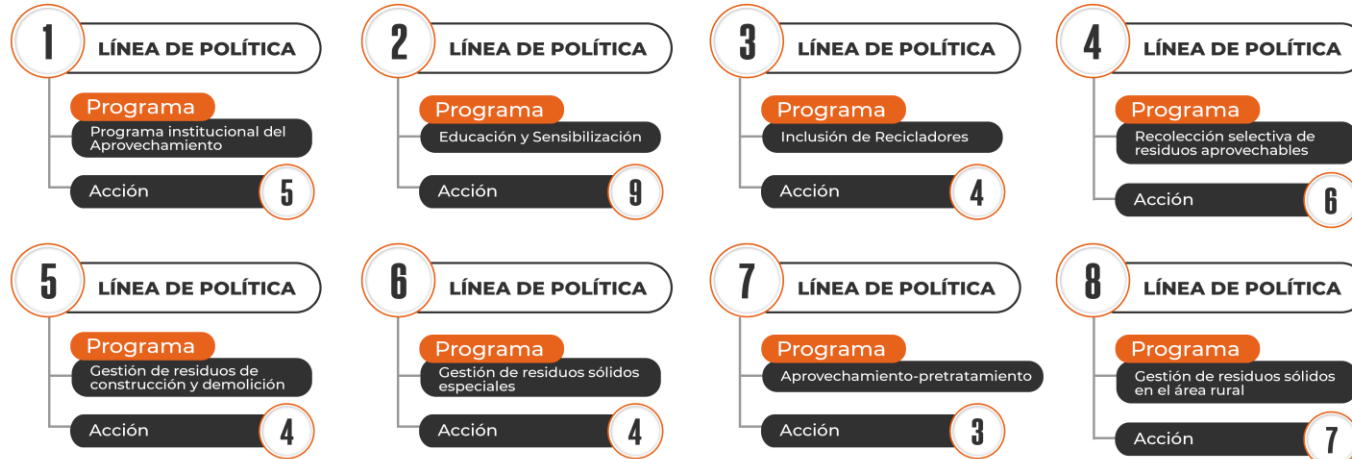 1
LÍNEA DE POLÍTICA
Programa
Programa institucional del
Aprovechamiento
Acción
5
2
LÍNEA DE POLÍTICA
Programa
Educación y Sensibilización
Acción
9
3
LÍNEA DE POLÍTICA
Programa
Inclusión de Recicladores
Acción
4
4
LÍNEA DE POLÍTICA
Programa
Recolección selectiva de
residuos aprovechables
Acción
6
5
LÍNEA DE POLÍTICA
Programa
Gestión de residuos de
construcción y demolición
Acción
4
6
LÍNEA DE POLÍTICA
Programa
Gestión de residuos sólidos
especiales
Acción
4
7
LÍNEA DE POLÍTICA
Programa
Aprovechamiento-pretratamiento
Acción
3
8
LÍNEA DE POLÍTICA
Programa
Gestión de residuos sólidos
en el área rural
Acción
7